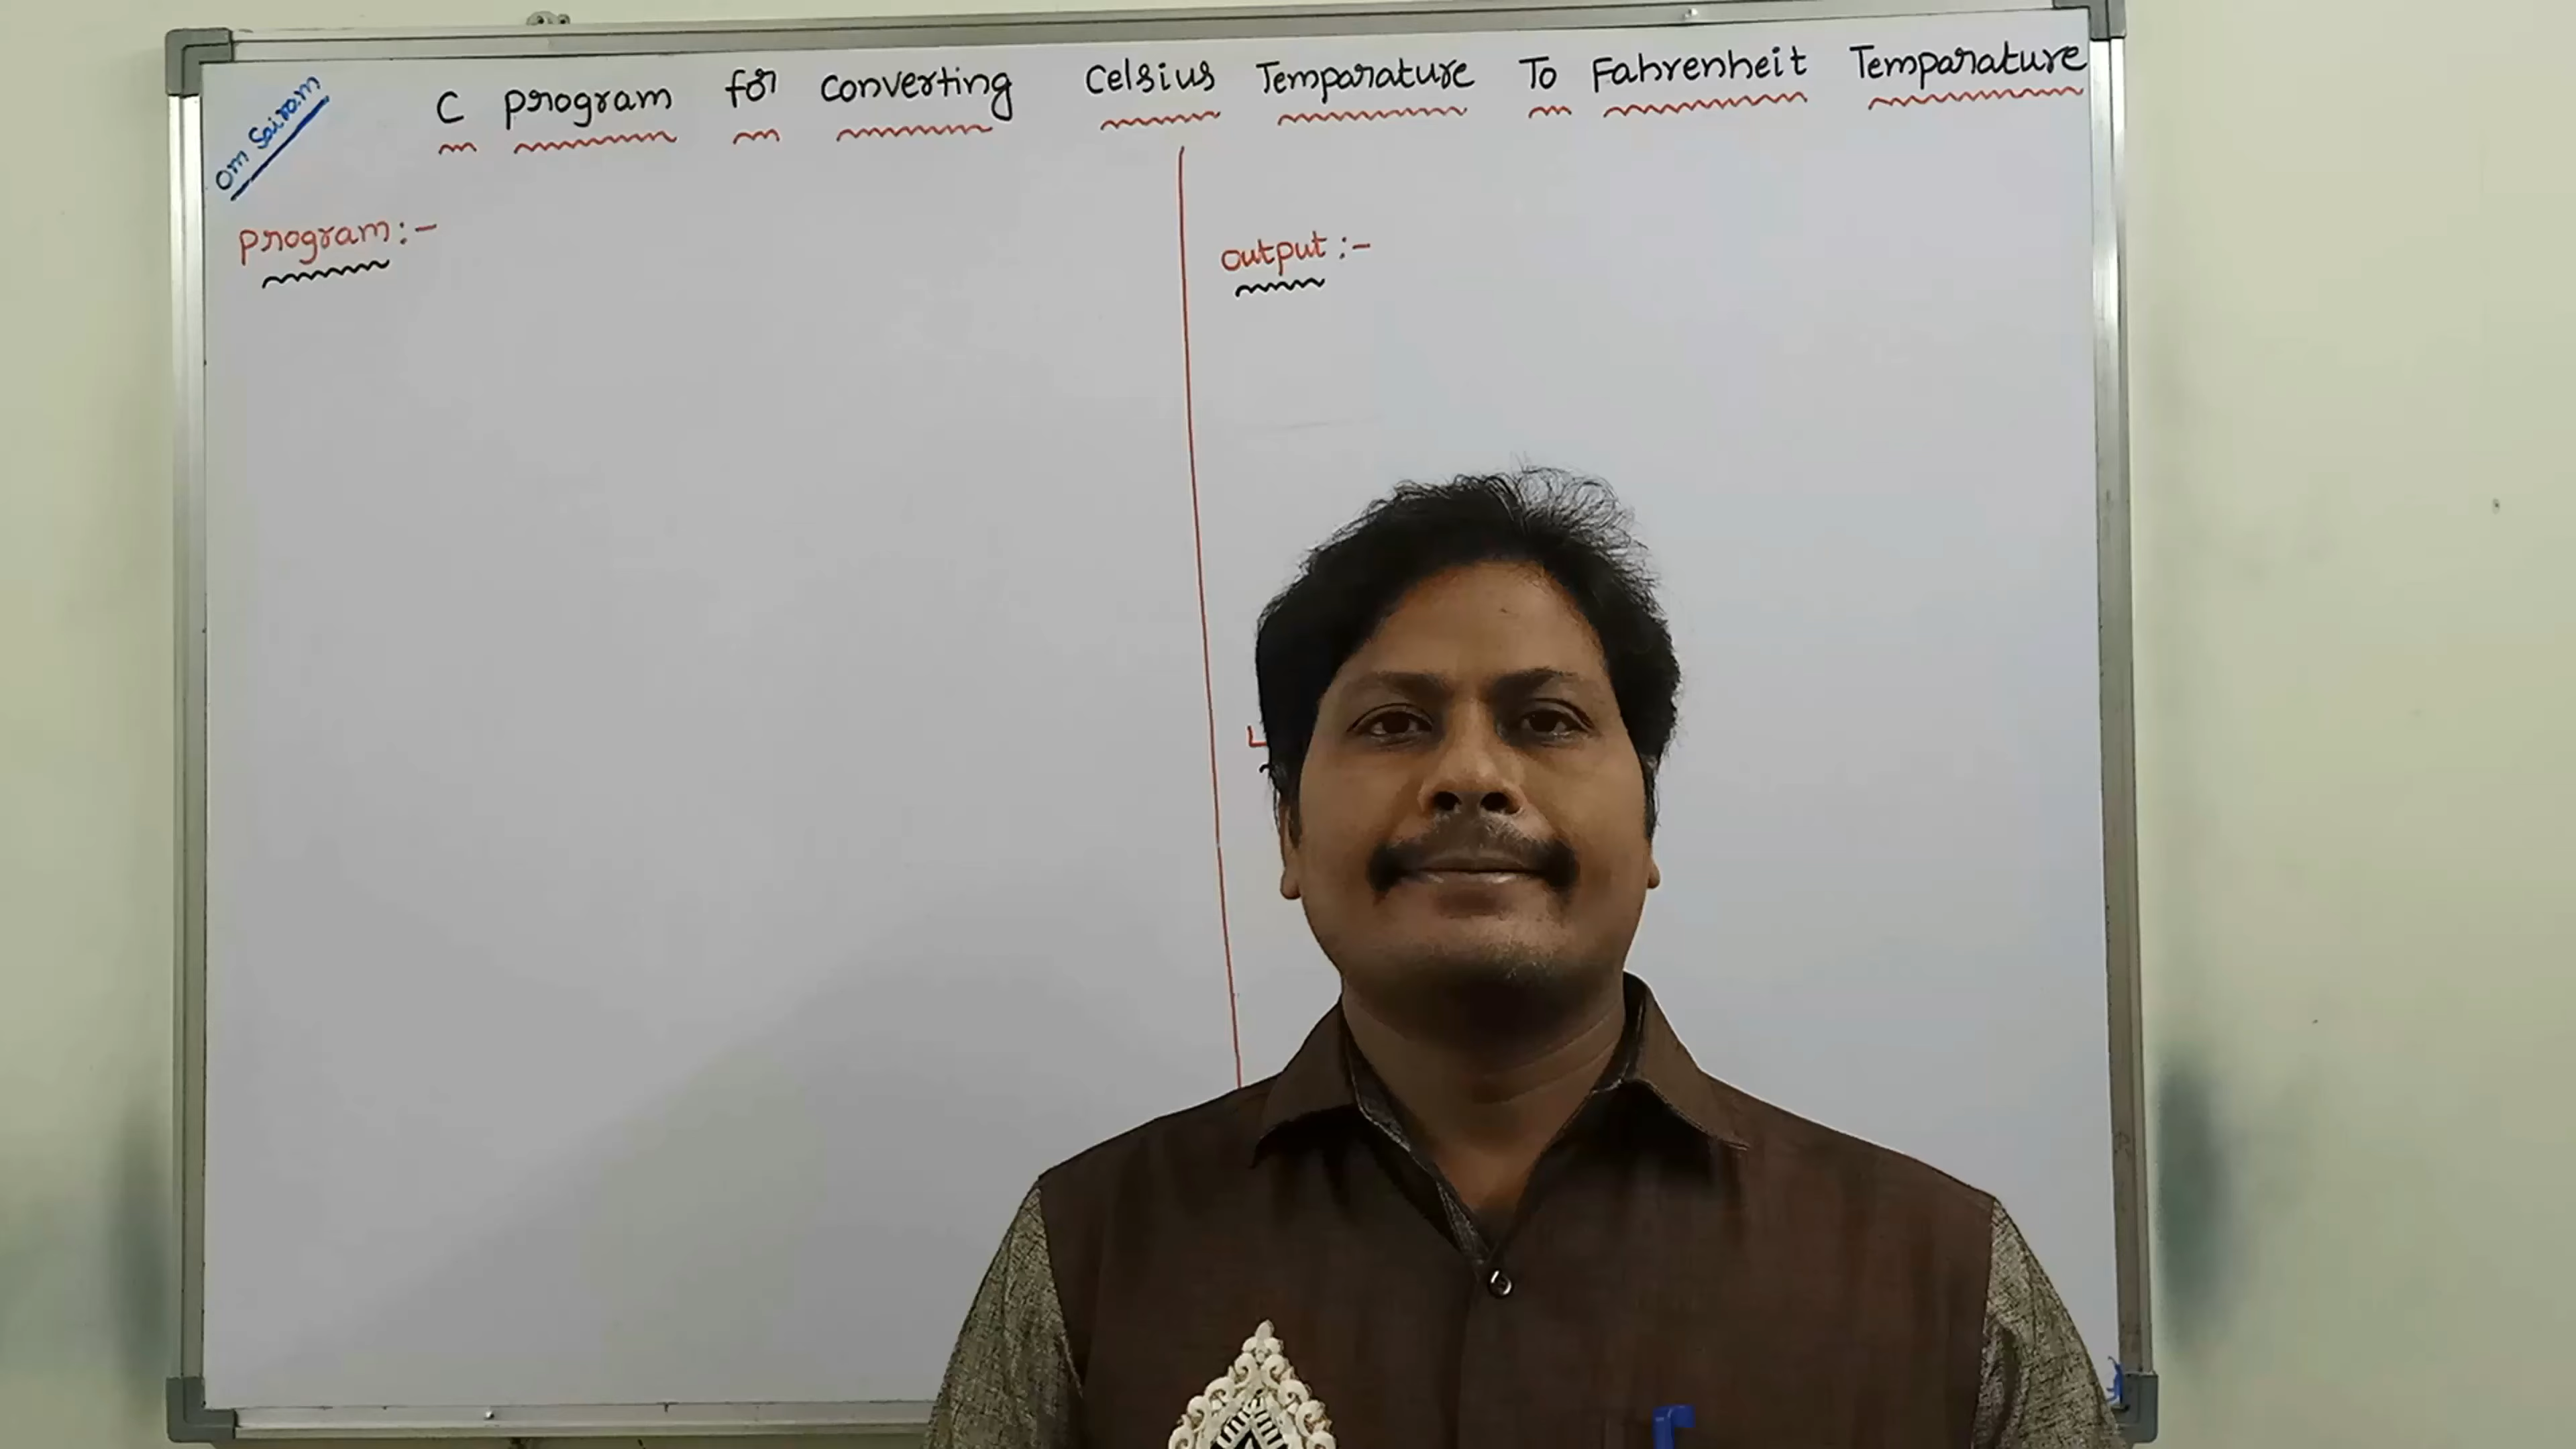 Om Sairam
C program for converting Celsius Temparature To Fahrenheit Temparature
program:-
output:-